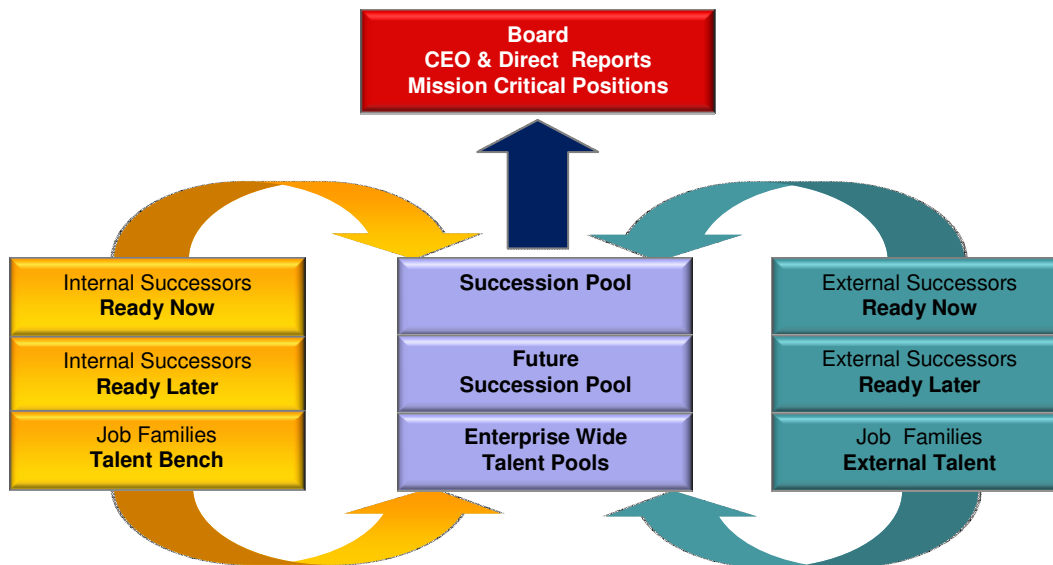 Board
CEO & Direct Reports
Mission Critical Positions
Internal Successors
Ready Now
Internal Successors
Ready Later
Job Families
Talent Bench
Succession Pool
Future
Succession Pool
Enterprise Wide
Talent Pools
External Successors
Ready Now
External Successors
Ready Later
Job Families
External Talent